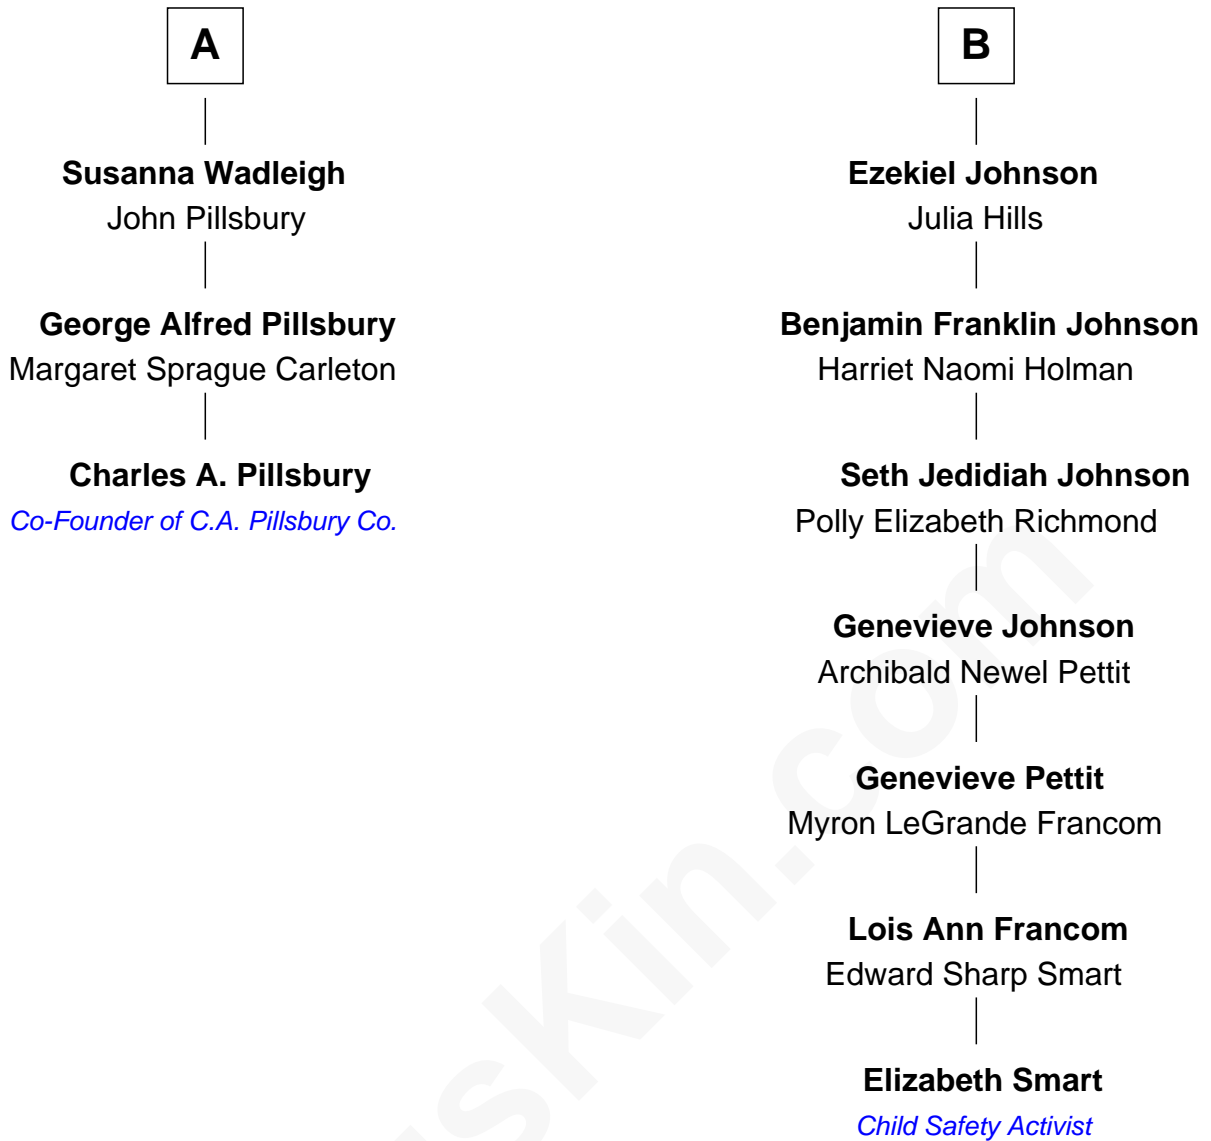 A
Susanna Wadleigh
John Pillsbury
George Alfred Pillsbury
Margaret Sprague Carleton
Charles A. Pillsbury
Co-Founder of C.A. Pillsbury Co.
B
Ezekiel Johnson
Julia Hills
Benjamin Franklin Johnson
Harriet Naomi Holman
Seth Jedidiah Johnson
Polly Elizabeth Richmond
Genevieve Johnson
Archibald Newel Pettit
Genevieve Pettit
Myron LeGrande Francom
Lois Ann Francom
Edward Sharp Smart
Elizabeth Smart
Child Safety Activist